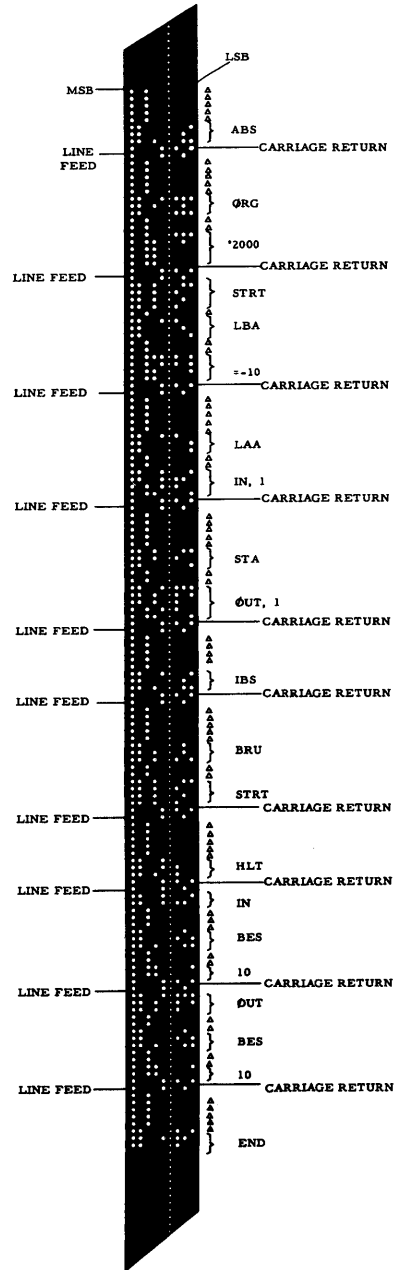 LSB
MSB
ABS
CARRIAGE RETURN
LINE FEED
ØRG
'2000
CARRIAGE RETURN
LINE FEED
STRT
LBA
=-10
CARRIAGE RETURN
LINE FEED
LAA
IN, 1
CARRIAGE RETURN
LINE FEED
STA
ØUT, 1
CARRIAGE RETURN
LINE FEED
IBS
CARRIAGE RETURN
LINE FEED
BRU
STRT
CARRIAGE RETURN
LINE FEED
HLT
CARRIAGE RETURN
LINE FEED
IN
BES
10
CARRIAGE RETURN
LINE FEED
ØUT
BES
10
CARRIAGE RETURN
LINE FEED
END